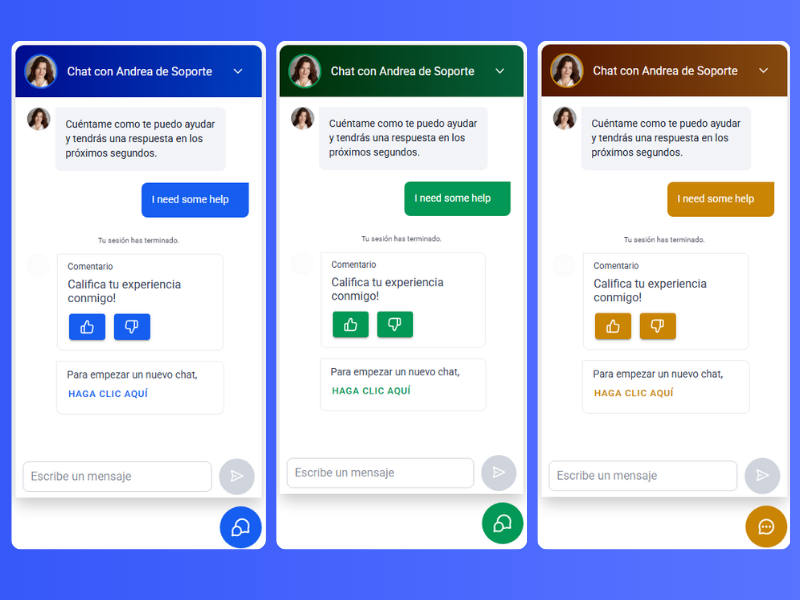 Chat con Andrea de Soporte
Cuéntame como te puedo ayudar
y tendrás una respuesta en los
próximos segundos.
I need some help
Tu sesión has terminado.
Comentario
Califica tu experiencia
conmigo!
Para empezar un nuevo chat,
HAGA CLIC AQUÍ
Escribe un mensaje
Chat con Andrea de Soporte
Cuéntame como te puedo ayudar
y tendrás una respuesta en los
próximos segundos.
I need some help
Tu sesión has terminado.
Comentario
Califica tu experiencia
conmigo!
Para empezar un nuevo chat,
HAGA CLIC AQUÍ
Escribe un mensaje
Chat con Andrea de Soporte
Cuéntame como te puedo ayudar
y tendrás una respuesta en los
próximos segundos.
I need some help
Tu sesión has terminado.
Comentario
Califica tu experiencia
conmigo!
Para empezar un nuevo chat,
HAGA CLIC AQUÍ
Escribe un mensaje